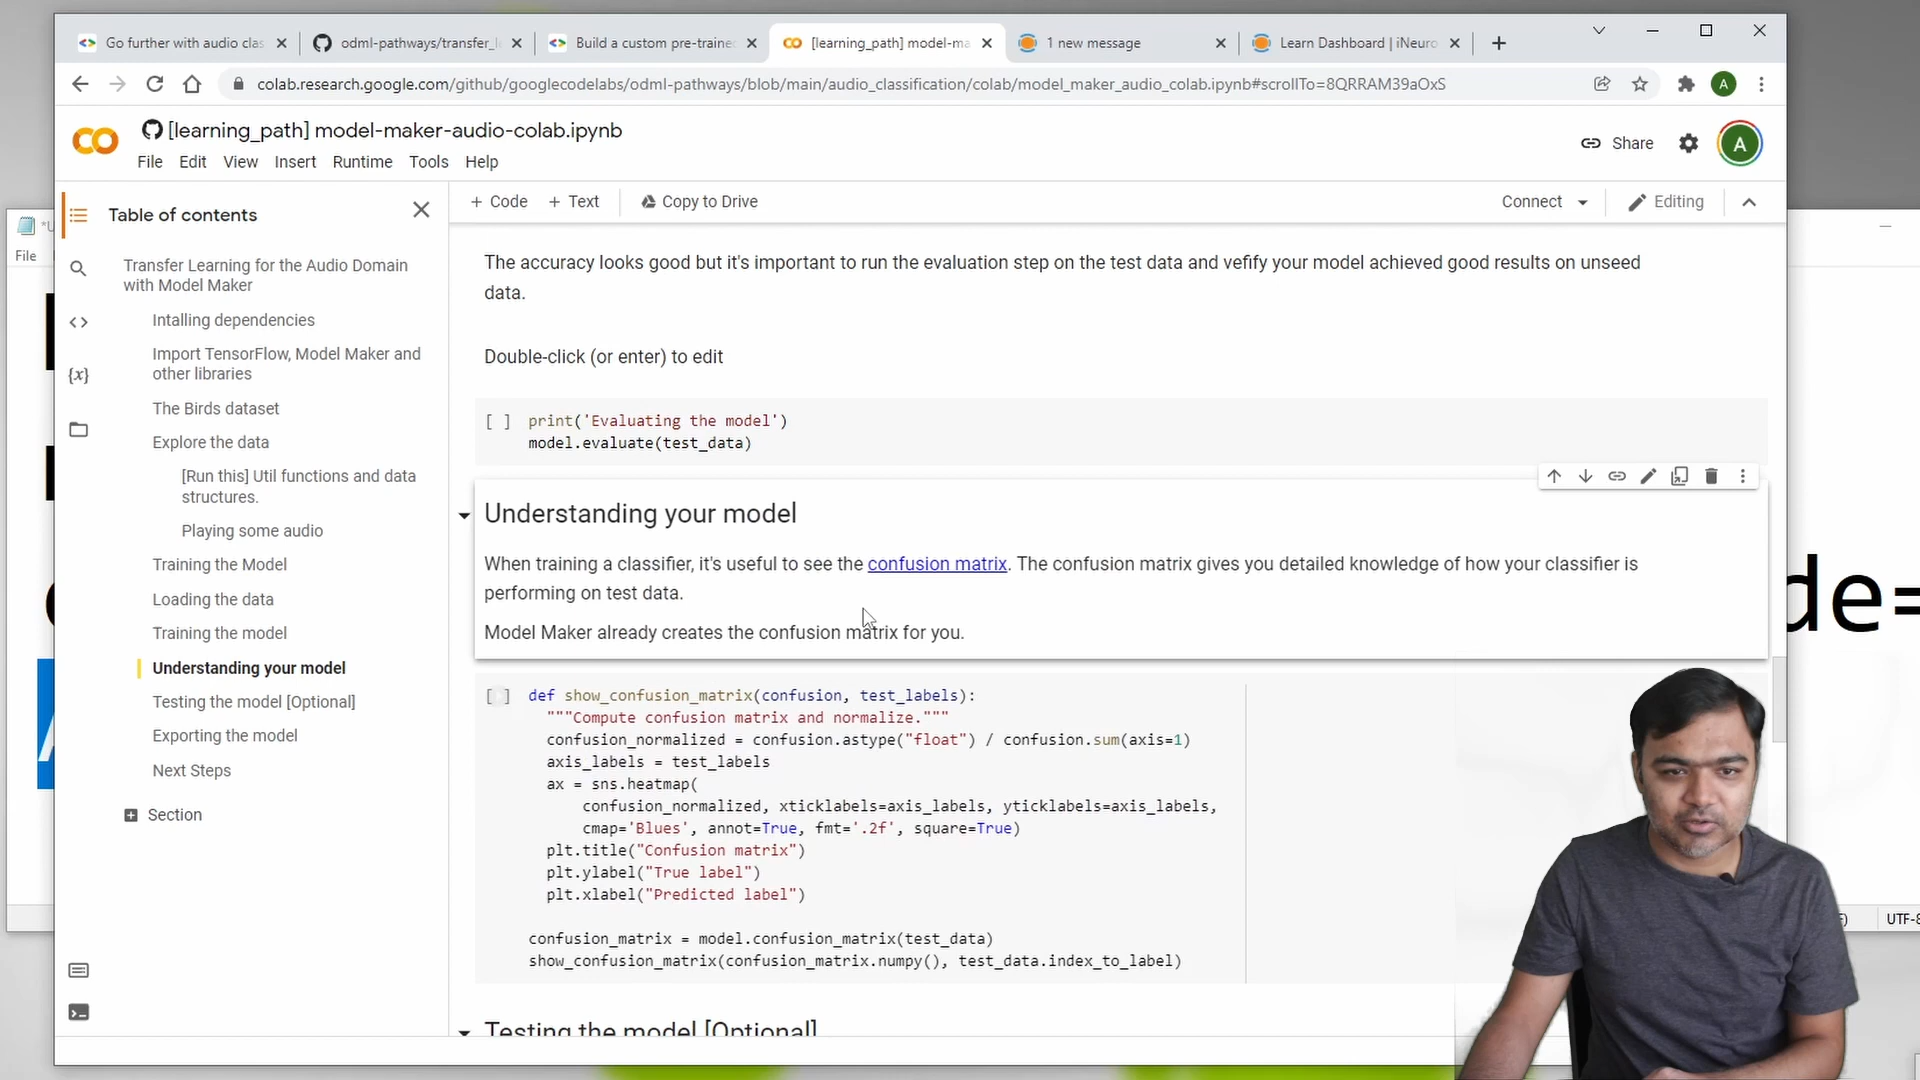 Go further with audio clas
odml-pathways/transfer_l
Build a custom pre-traine
[learning_path] model-ma
1 new message
Learn Dashboard | iNeuro
colab.research.google.com/github/googlecodelabs/odml-pathways/blob/main/audio_classification/colab/model_maker_audio_colab.ipynb#scrollTo=8QRRAM39aOxS
A
[learning_path] model-maker-audio-colab.ipynb
File Edit View Insert Runtime Tools Help
Share
A
Table of contents
+ Code + Text Copy to Drive
Connect
Editing
File
Transfer Learning for the Audio Domain
with Model Maker
Intalling dependencies
Import TensorFlow, Model Maker and
other libraries
The Birds dataset
Explore the data
[Run this] Util functions and data
structures.
Playing some audio
Training the Model
Loading the data
Training the model
Understanding your model
Testing the model [Optional]
Exporting the model
Next Steps
Section
{x}
The accuracy looks good but it's important to run the evaluation step on the test data and vefify your model achieved good results on unseed
data.
Double-click (or enter) to edit
[ ] print('Evaluating the model')
model.evaluate(test_data)
Understanding your model
When training a classifier, it's useful to see the confusion matrix. The confusion matrix gives you detailed knowledge of how your classifier is
performing on test data.
Model Maker already creates the confusion matrix for you.
[ ] def show_confusion_matrix(confusion, test_labels):
"""Compute confusion matrix and normalize."""
confusion_normalized = confusion.astype("float") / confusion.sum(axis=1)
axis_labels = test_labels
ax = sns.heatmap(
confusion_normalized, xticklabels=axis_labels, yticklabels=axis_labels,
cmap='Blues', annot=True, fmt='.2f', square=True)
plt.title("Confusion matrix")
plt.ylabel("True label")
plt.xlabel("Predicted label")
confusion_matrix = model.confusion_matrix(test_data)
show_confusion_matrix(confusion_matrix.numpy(), test_data.index_to_label)
Testing the model [Optional]
de=
UTF-8